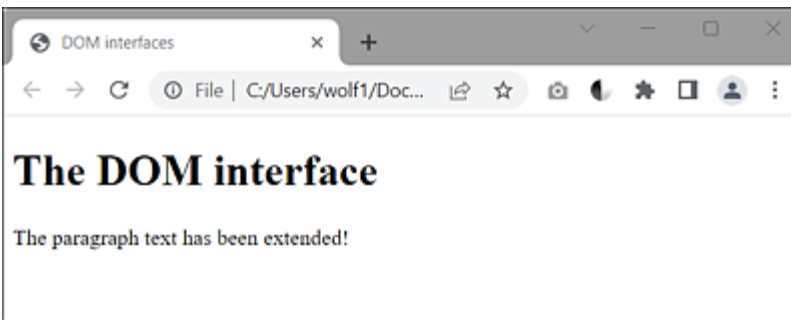 DOM interfaces
File | C:/Users/wolf1/Doc...
The DOM interface
The paragraph text has been extended!